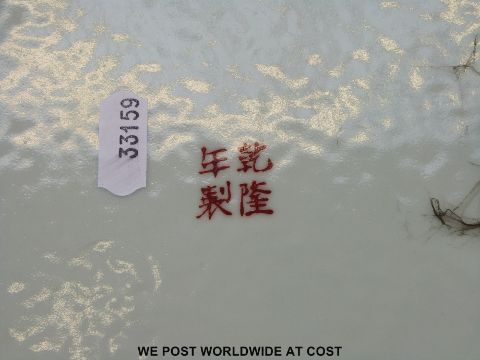 33159
乾隆
年製
WE POST WORLDWIDE AT COST